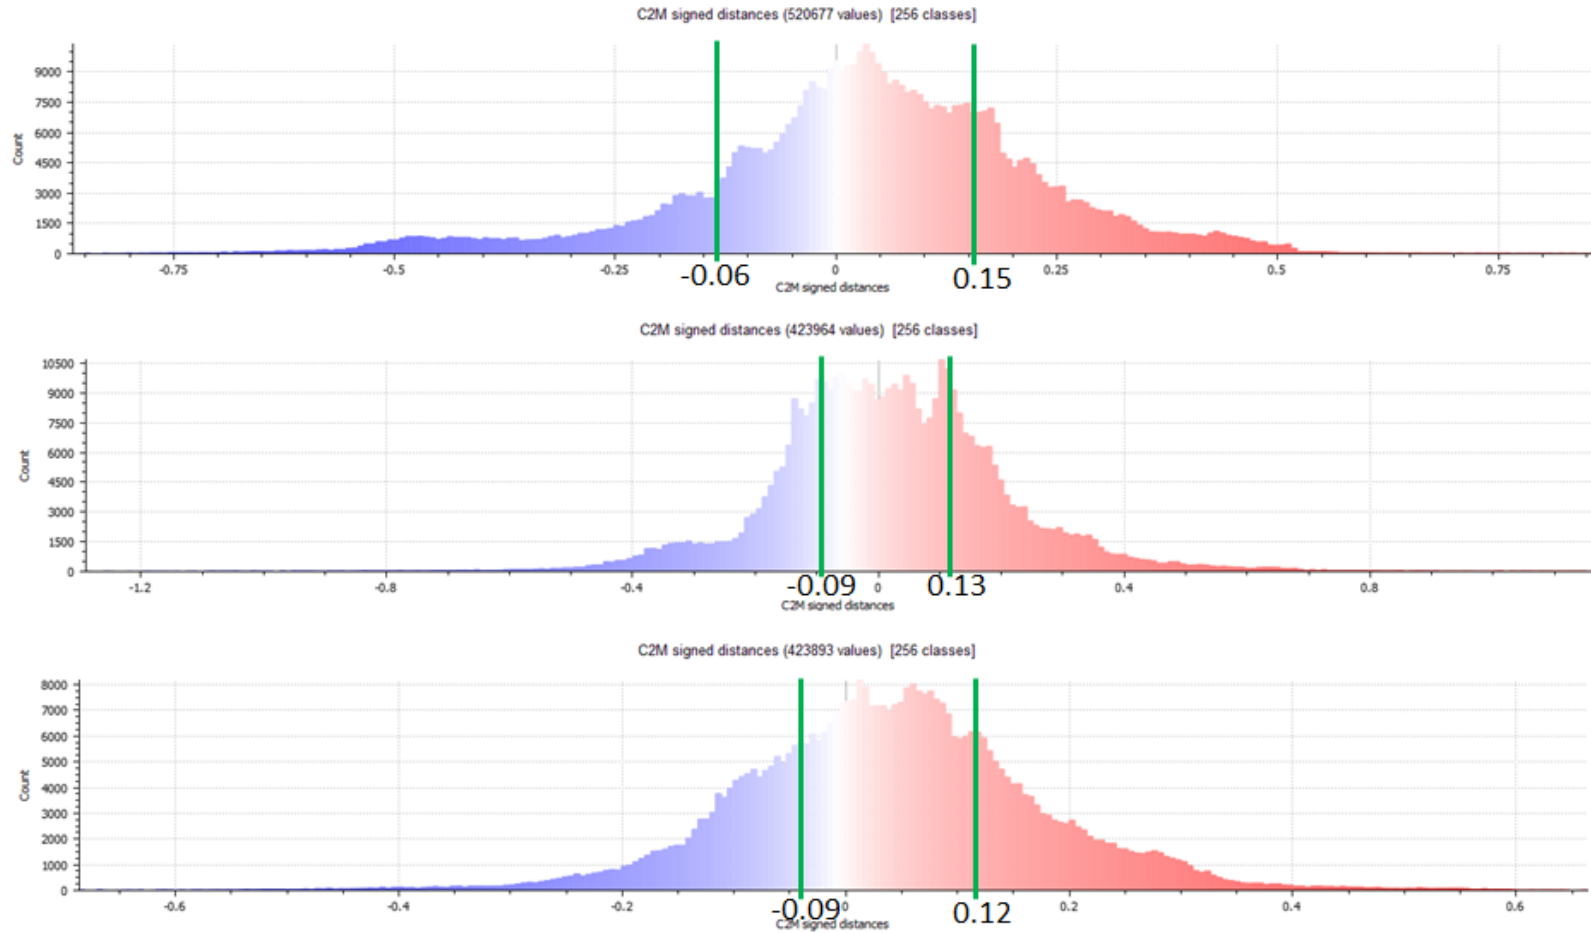 C2M signed distances (520677 values) [256 classes]
9000
7500
6000
4500
3000
1500
0
Count
-0.75 -0.5 -0.25 0 0.25 0.5 0.75
-0.06 0.15
C2M signed distances
C2M signed distances (423964 values) [256 classes]
10500
9000
7500
6000
4500
3000
1500
0
Count
-1.2 -0.8 -0.4 0 0.4 0.8
-0.09 0.13
C2M signed distances
C2M signed distances (423893 values) [256 classes]
8000
7000
6000
5000
4000
3000
2000
1000
0
Count
-0.6 -0.4 -0.2 0 0.2 0.4 0.6
-0.09 0.12
C2M signed distances